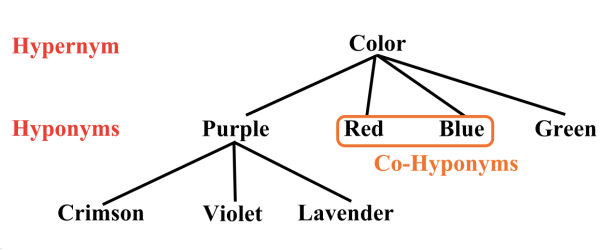 Hypernym Color
Hyponyms Purple Red Blue Green
Co-Hyponyms
Crimson Violet Lavender